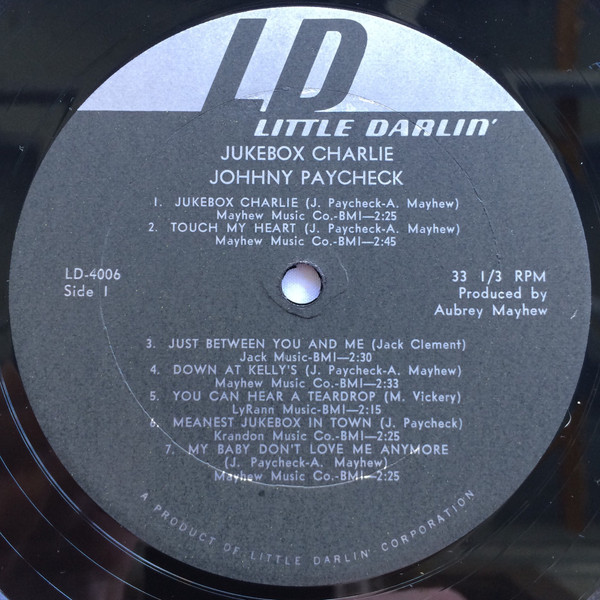 LD
LITTLE DARLIN'
JUKEBOX CHARLIE
JOHHNY PAYCHECK
1. JUKEBOX CHARLIE (J. Paycheck-A. Mayhew)
Mayhew Music Co.-BMI—2:25
2. TOUCH MY HEART (J. Paycheck-A. Mayhew)
Mayhew Music Co.-BMI—2:45
LD-4006
Side 1
33 1/3 RPM
Produced by
Aubrey Mayhew
3. JUST BETWEEN YOU AND ME (Jack Clement)
Jack Music-BMI—2:30
4. DOWN AT KELLY'S (J. Paycheck-A. Mayhew)
Mayhew Music Co.-BMI—2:33
5. YOU CAN HEAR A TEARDROP (M. Vickery)
LyRann Music-BMI—2:15
6. MEANEST JUKEBOX IN TOWN (J. Paycheck)
Krandon Music Co.-BMI—2:25
7. MY BABY DON'T LOVE ME ANYMORE
(J. Paycheck-A. Mayhew)
Mayhew Music Co.-BMI—2:25
A PRODUCT OF LITTLE DARLIN' CORPORATION